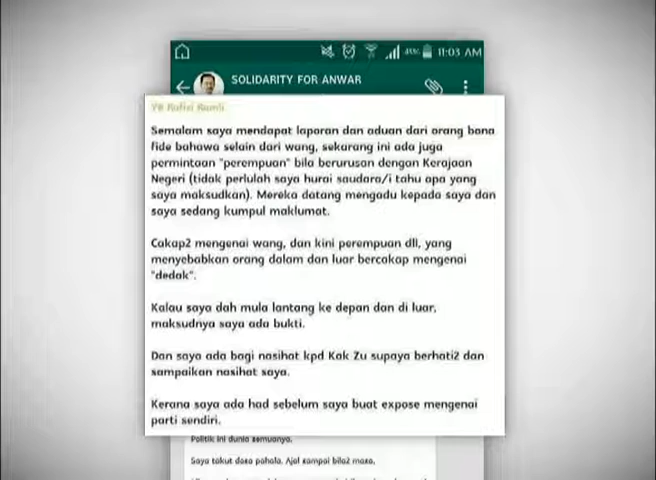 11:03 AM
SOLIDARITY FOR ANWAR
YB Rafizi Ramli
Semalam saya mendapat laporan dan aduan dari orang bona
fide bahawa selain dari wang, sekarang ini ada juga
permintaan "perempuan" bila berurusan dengan Kerajaan
Negeri (tidak perlulah saya hurai saudara/i tahu apa yang
saya maksudkan). Mereka datang mengadu kepada saya dan
saya sedang kumpul maklumat.
Cakap2 mengenai wang, dan kini perempuan dll, yang
menyebabkan orang dalam dan luar bercakap mengenai
"dedak".
Kalau saya dah mula lantang ke depan dan di luar,
maksudnya saya ada bukti.
Dan saya ada bagi nasihat kpd Kak Zu supaya berhati2 dan
sampaikan nasihat saya.
Kerana saya ada had sebelum saya buat expose mengenai
parti sendiri.
Politik ini dunia semuanya.
Saya takut dosa pahala. Ajal sampai bila2 masa.